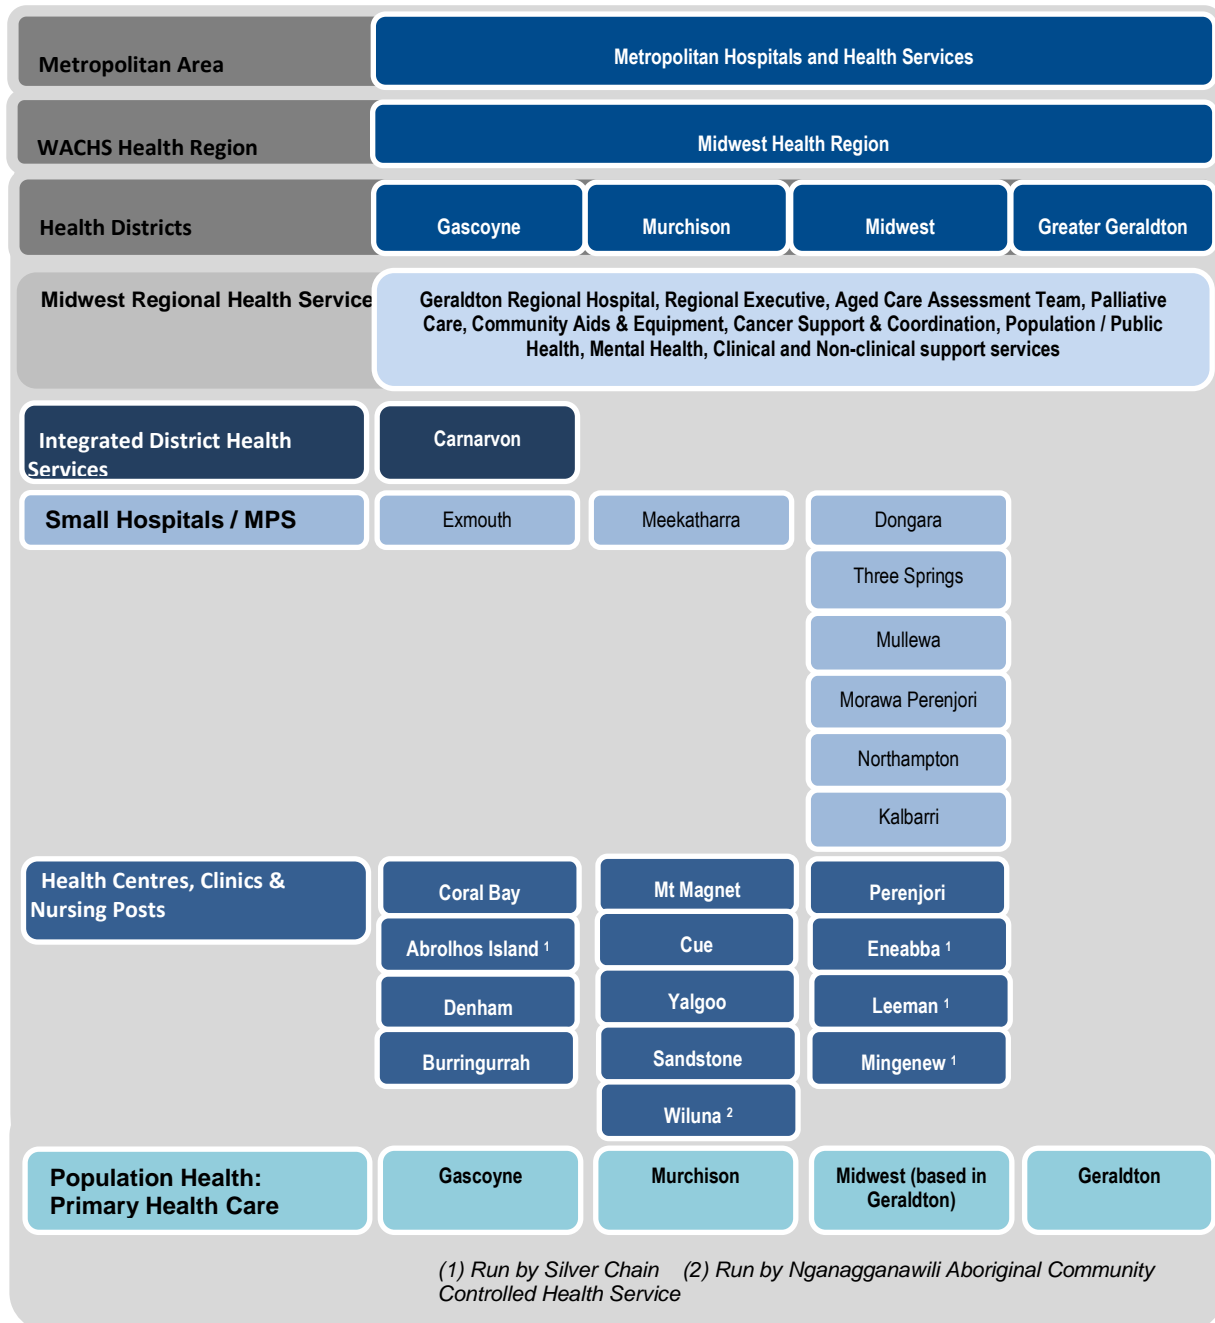 Metropolitan Area
Metropolitan Hospitals and Health Services
WACHS Health Region
Midwest Health Region
Health Districts
Gascoyne
Murchison
Midwest
Greater Geraldton
Midwest Regional Health Service
Geraldton Regional Hospital, Regional Executive, Aged Care Assessment Team, Palliative
Care, Community Aids & Equipment, Cancer Support & Coordination, Population / Public
Health, Mental Health, Clinical and Non-clinical support services
Integrated District Health
Services
Carnarvon
Small Hospitals / MPS
Exmouth
Meekatharra
Dongara
Three Springs
Mullewa
Morawa Perenjori
Northampton
Kalbarri
Health Centres, Clinics &
Nursing Posts
Coral Bay
Mt Magnet
Perenjori
Abrolhos Island ¹
Cue
Eneabba ¹
Denham
Yalgoo
Leeman ¹
Burringurrah
Sandstone
Mingenew ¹
Wiluna ²
Population Health:
Primary Health Care
Gascoyne
Murchison
Midwest (based in
Geraldton)
Geraldton
(1) Run by Silver Chain (2) Run by Nganagganawili Aboriginal Community
Controlled Health Service